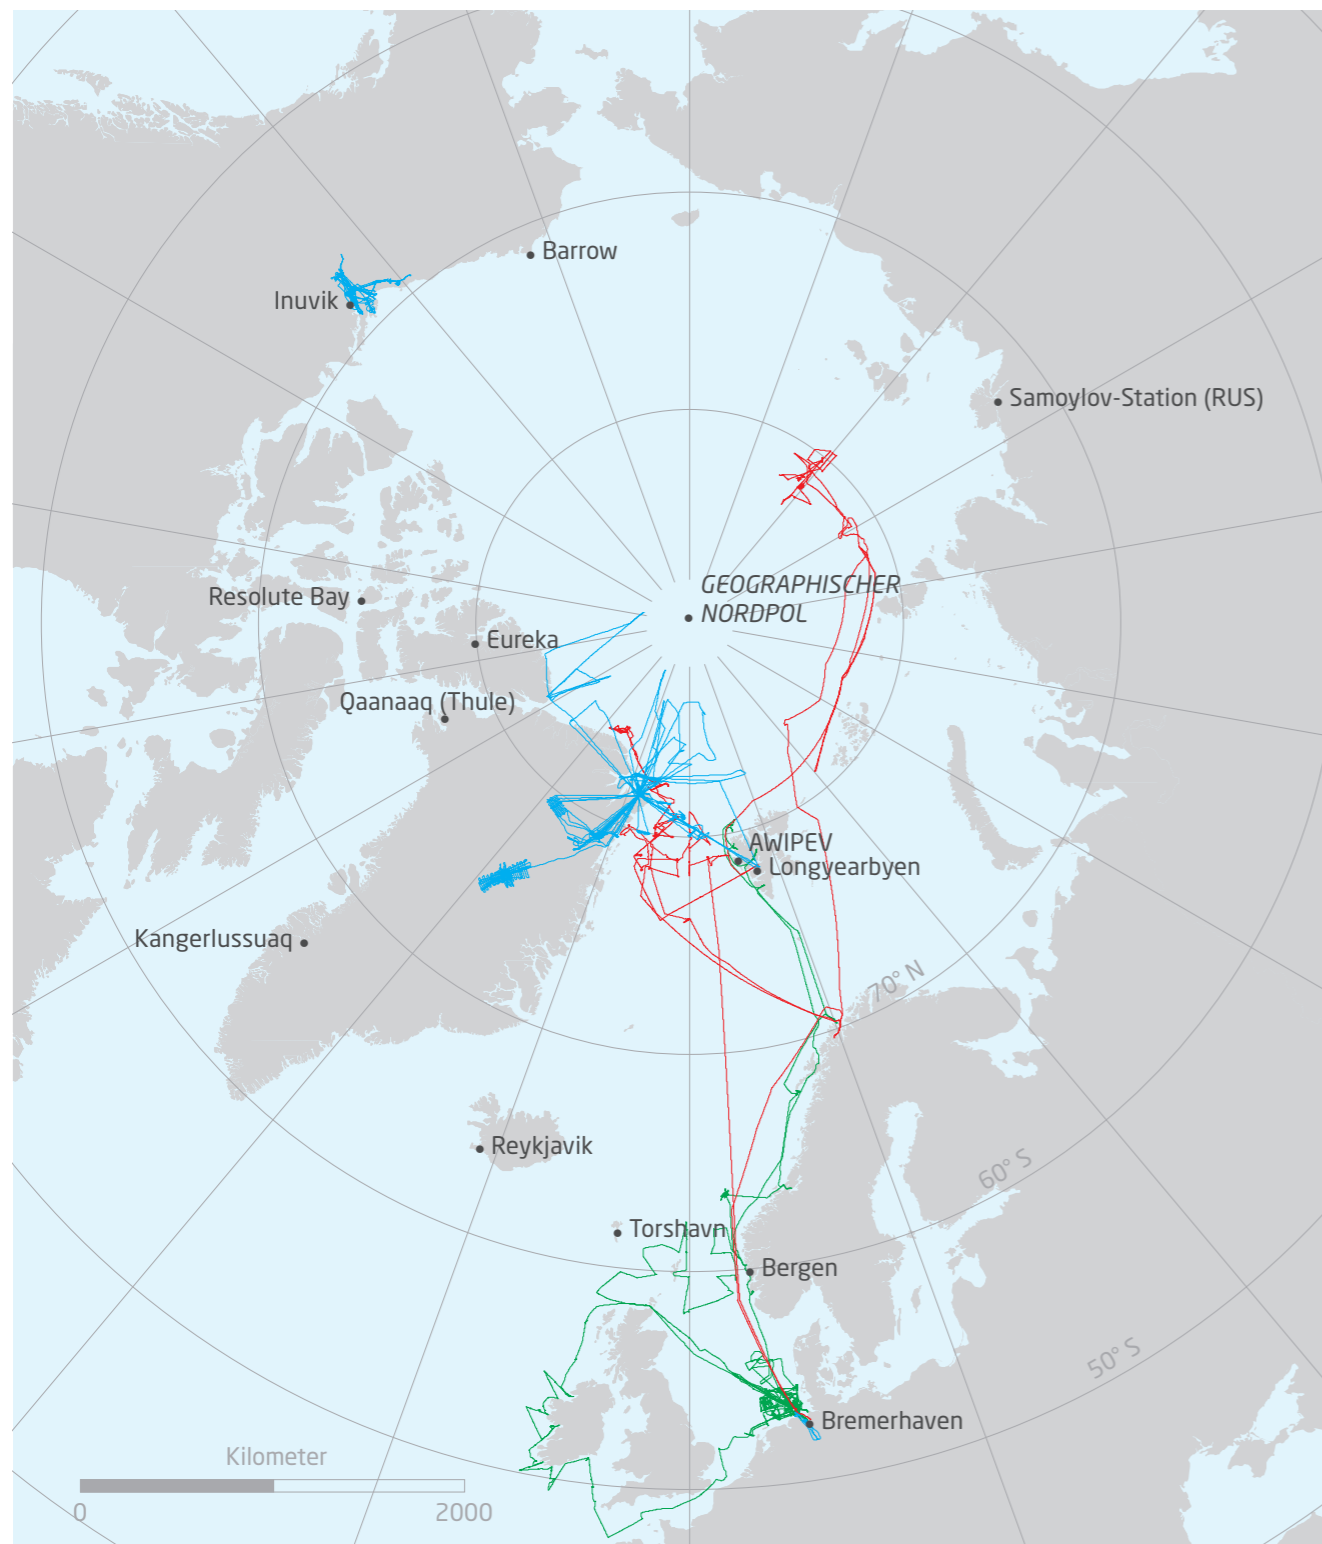 Barrow
Inuvik
Samoylov-Station (RUS)
GEOGRAPHISCHER
NORDPOL
Resolute Bay
Eureka
Qaanaaq (Thule)
AWIPEV
Longyearbyen
Kangerlussuaq
70° N
Reykjavik
60° S
Torshavn
Bergen
50° S
Bremerhaven
Kilometer
0 2000